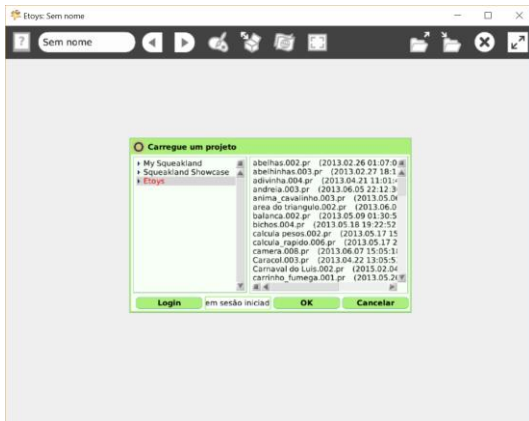 Etoys: Sem nome
?
Sem nome
Carregue um projeto
My Squeakland
Squeakland Showcase
Etoys
abelhas.002.pr (2013.02.26 01:07:0
abelhinhas.003.pr (2013.02.27 18:1
adivinha.004.pr (2013.04.21 11:01:
andreia.003.pr (2013.06.05 22:12:3
anima_cavalinho.003.pr (2013.05.0
area do triangulo.002.pr (2013.06.0
balanca.002.pr (2013.05.09 01:30:5
bichos.004.pr (2013.05.18 19:22:52
calcula pesos.002.pr (2013.05.17 15
calcula_rapido.006.pr (2013.05.17 2
camera.008.pr (2013.06.07 15:05:1
Caracol.003.pr (2013.04.22 13:05:5
Carnaval do Luis.002.pr (2015.02.0
carrinho_fumega.001.pr (2013.05.2
Login
em sesão iniciad
OK
Cancelar